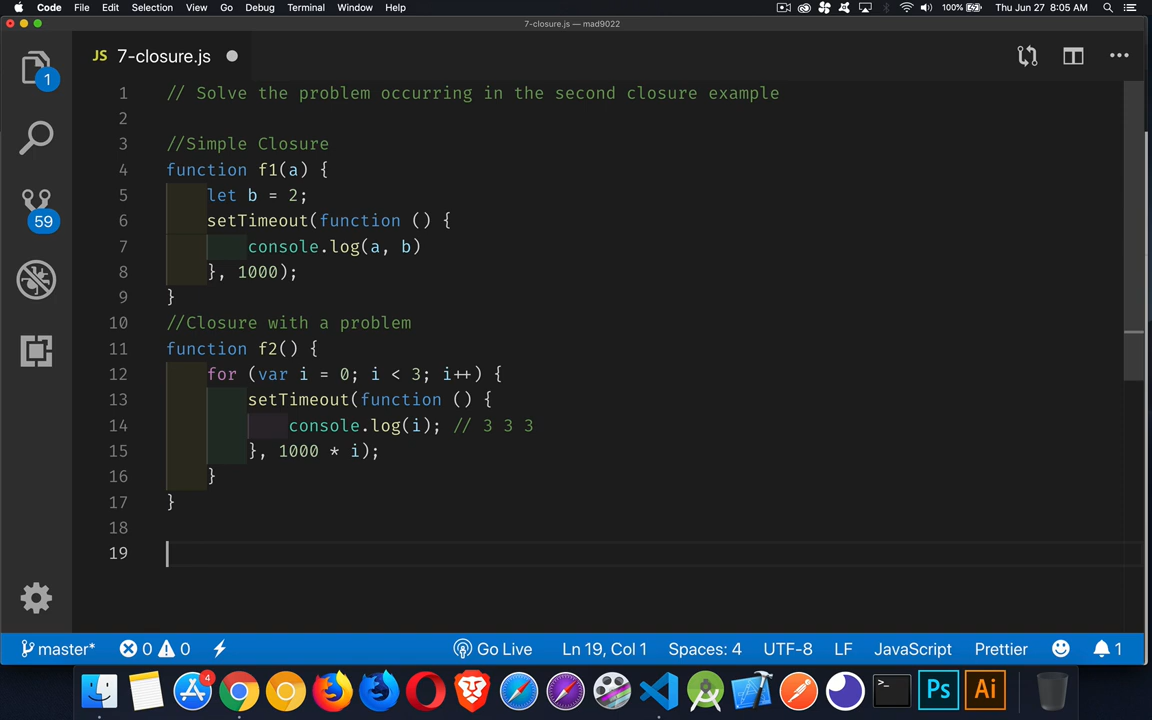 Code File Edit Selection View Go Debug Terminal Window Help 100% Thu Jun 27 8:05 AM
7-closure.js — mad9022
JS 7-closure.js
1
59
1 // Solve the problem occurring in the second closure example
2
3 //Simple Closure
4 function f1(a) {
5 let b = 2;
6 setTimeout(function () {
7 console.log(a, b)
8 }, 1000);
9 }
10 //Closure with a problem
11 function f2() {
12 for (var i = 0; i < 3; i++) {
13 setTimeout(function () {
14 console.log(i); // 3 3 3
15 }, 1000 * i);
16 }
17 }
18
19
master* 0 0 Go Live Ln 19, Col 1 Spaces: 4 UTF-8 LF JavaScript Prettier 1
4
>_ Ps Ai